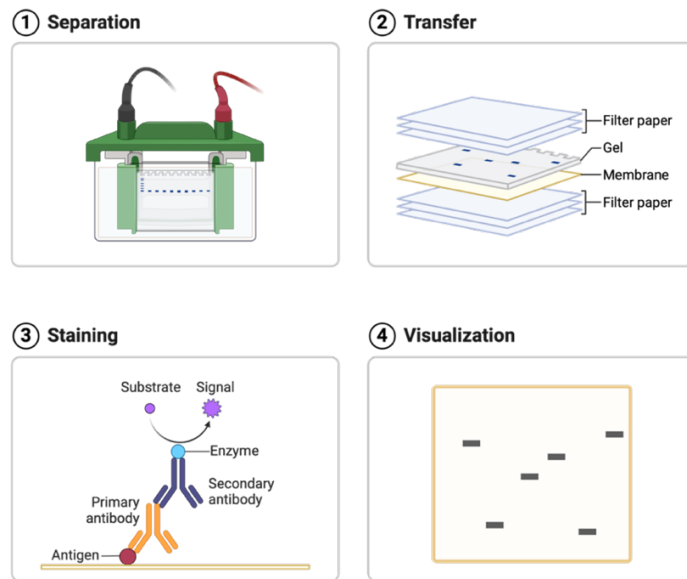 1 Separation
2 Transfer
Filter paper
Gel
Membrane
Filter paper
3 Staining
Substrate Signal
Enzyme
Secondary
antibody
Primary
antibody
Antigen
4 Visualization